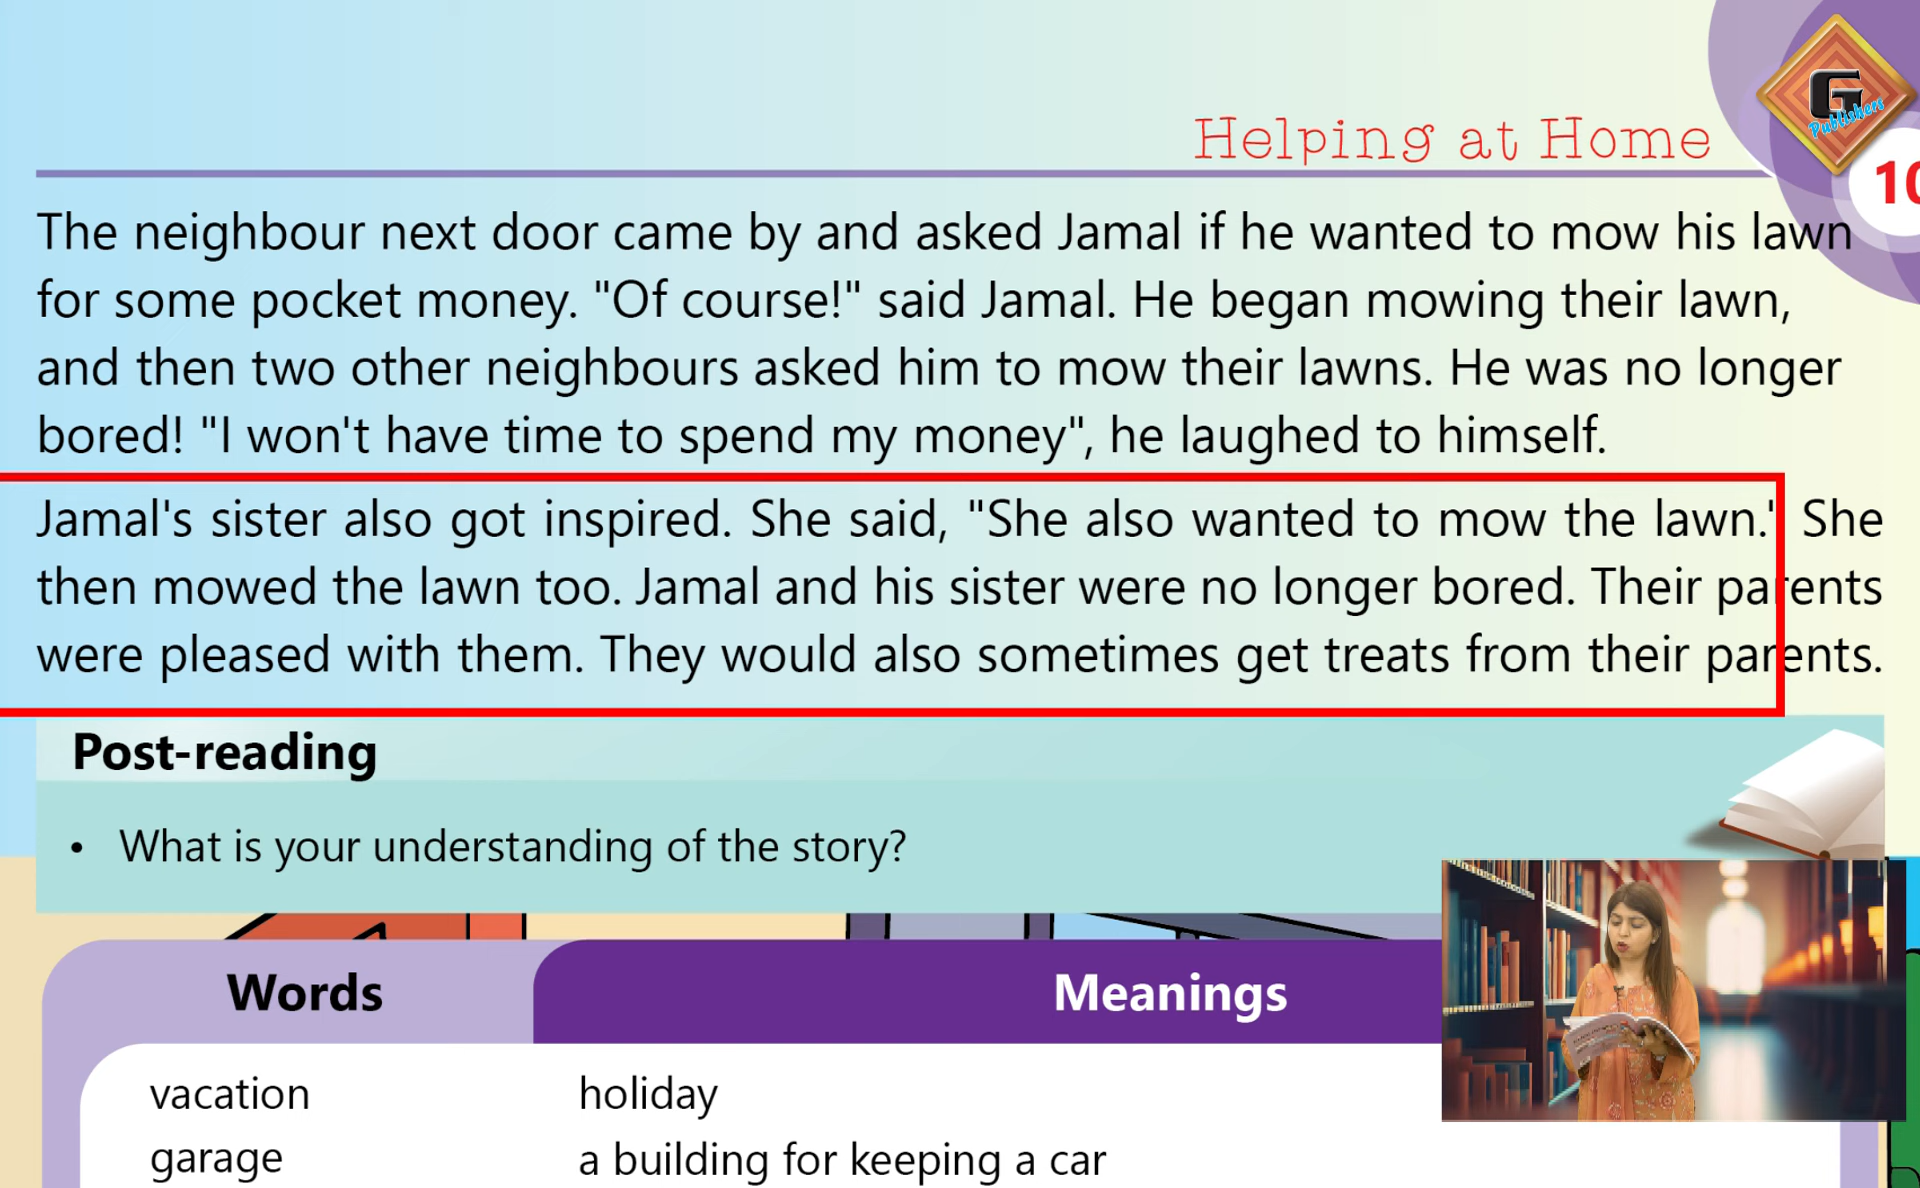 G
Publishers
Helping at Home
10
The neighbour next door came by and asked Jamal if he wanted to mow his lawn
for some pocket money. "Of course!" said Jamal. He began mowing their lawn,
and then two other neighbours asked him to mow their lawns. He was no longer
bored! "I won't have time to spend my money", he laughed to himself.
Jamal's sister also got inspired. She said, "She also wanted to mow the lawn." She
then mowed the lawn too. Jamal and his sister were no longer bored. Their parents
were pleased with them. They would also sometimes get treats from their parents.
Post-reading
• What is your understanding of the story?
Words Meanings
vacation holiday
garage a building for keeping a car